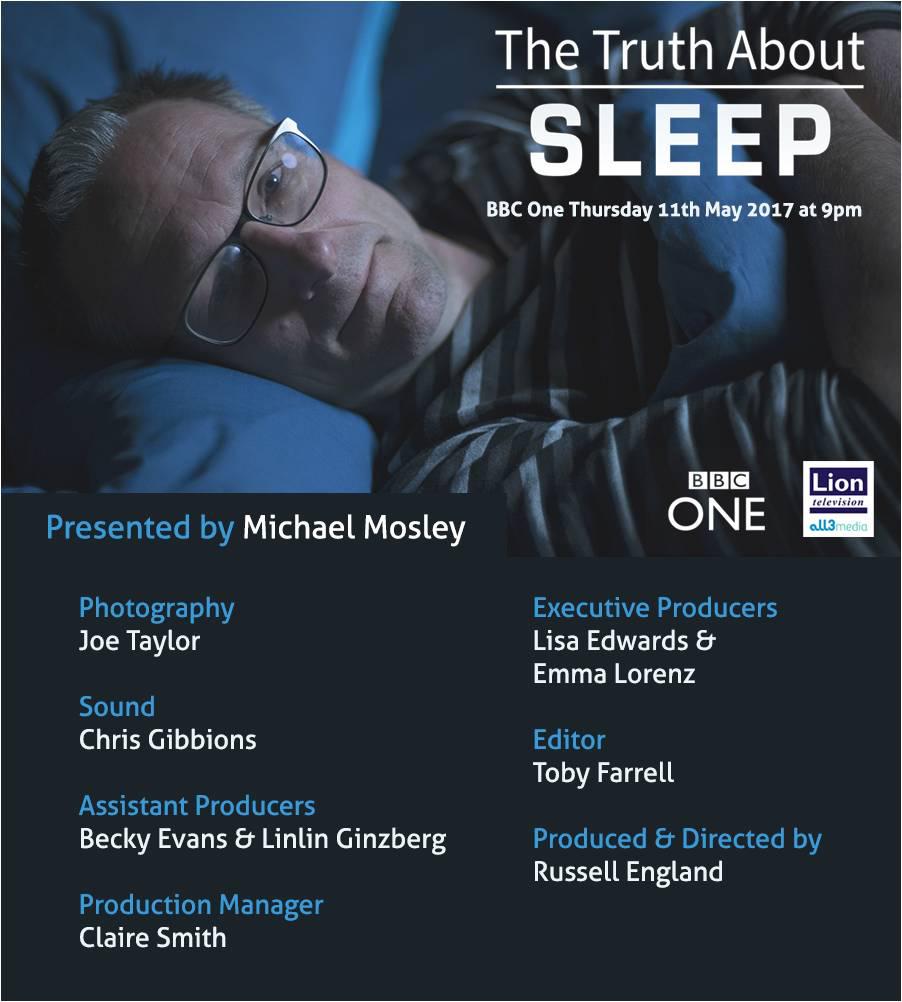 The Truth About
SLEEP
BBC One Thursday 11th May 2017 at 9pm
BBC
ONE
Lion
television
all3media
Presented by Michael Mosley
Photography
Joe Taylor
Sound
Chris Gibbions
Assistant Producers
Becky Evans & Linlin Ginzberg
Production Manager
Claire Smith
Executive Producers
Lisa Edwards &
Emma Lorenz
Editor
Toby Farrell
Produced & Directed by
Russell England